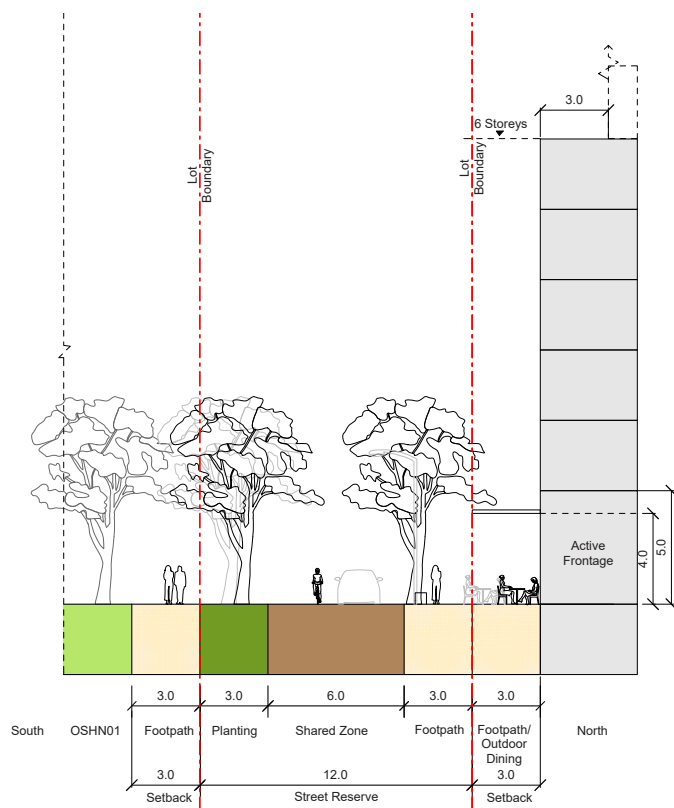 3.0
6 Storeys
Lot
Boundary
Lot
Boundary
Active
Frontage
4.0
5.0
3.0
3.0
6.0
3.0
3.0
South
OSHN01
Footpath
Planting
Shared Zone
Footpath
Footpath/
Outdoor
Dining
North
3.0
12.0
3.0
Setback
Street Reserve
Setback